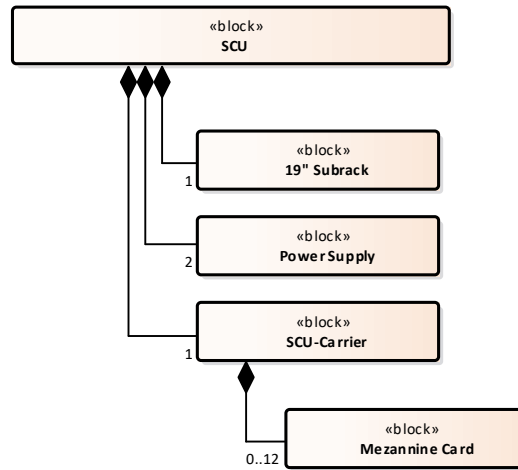 «block»
SCU
«block»
19" Subrack
1
«block»
Power Supply
2
«block»
SCU-Carrier
1
«block»
Mezannine Card
0..12